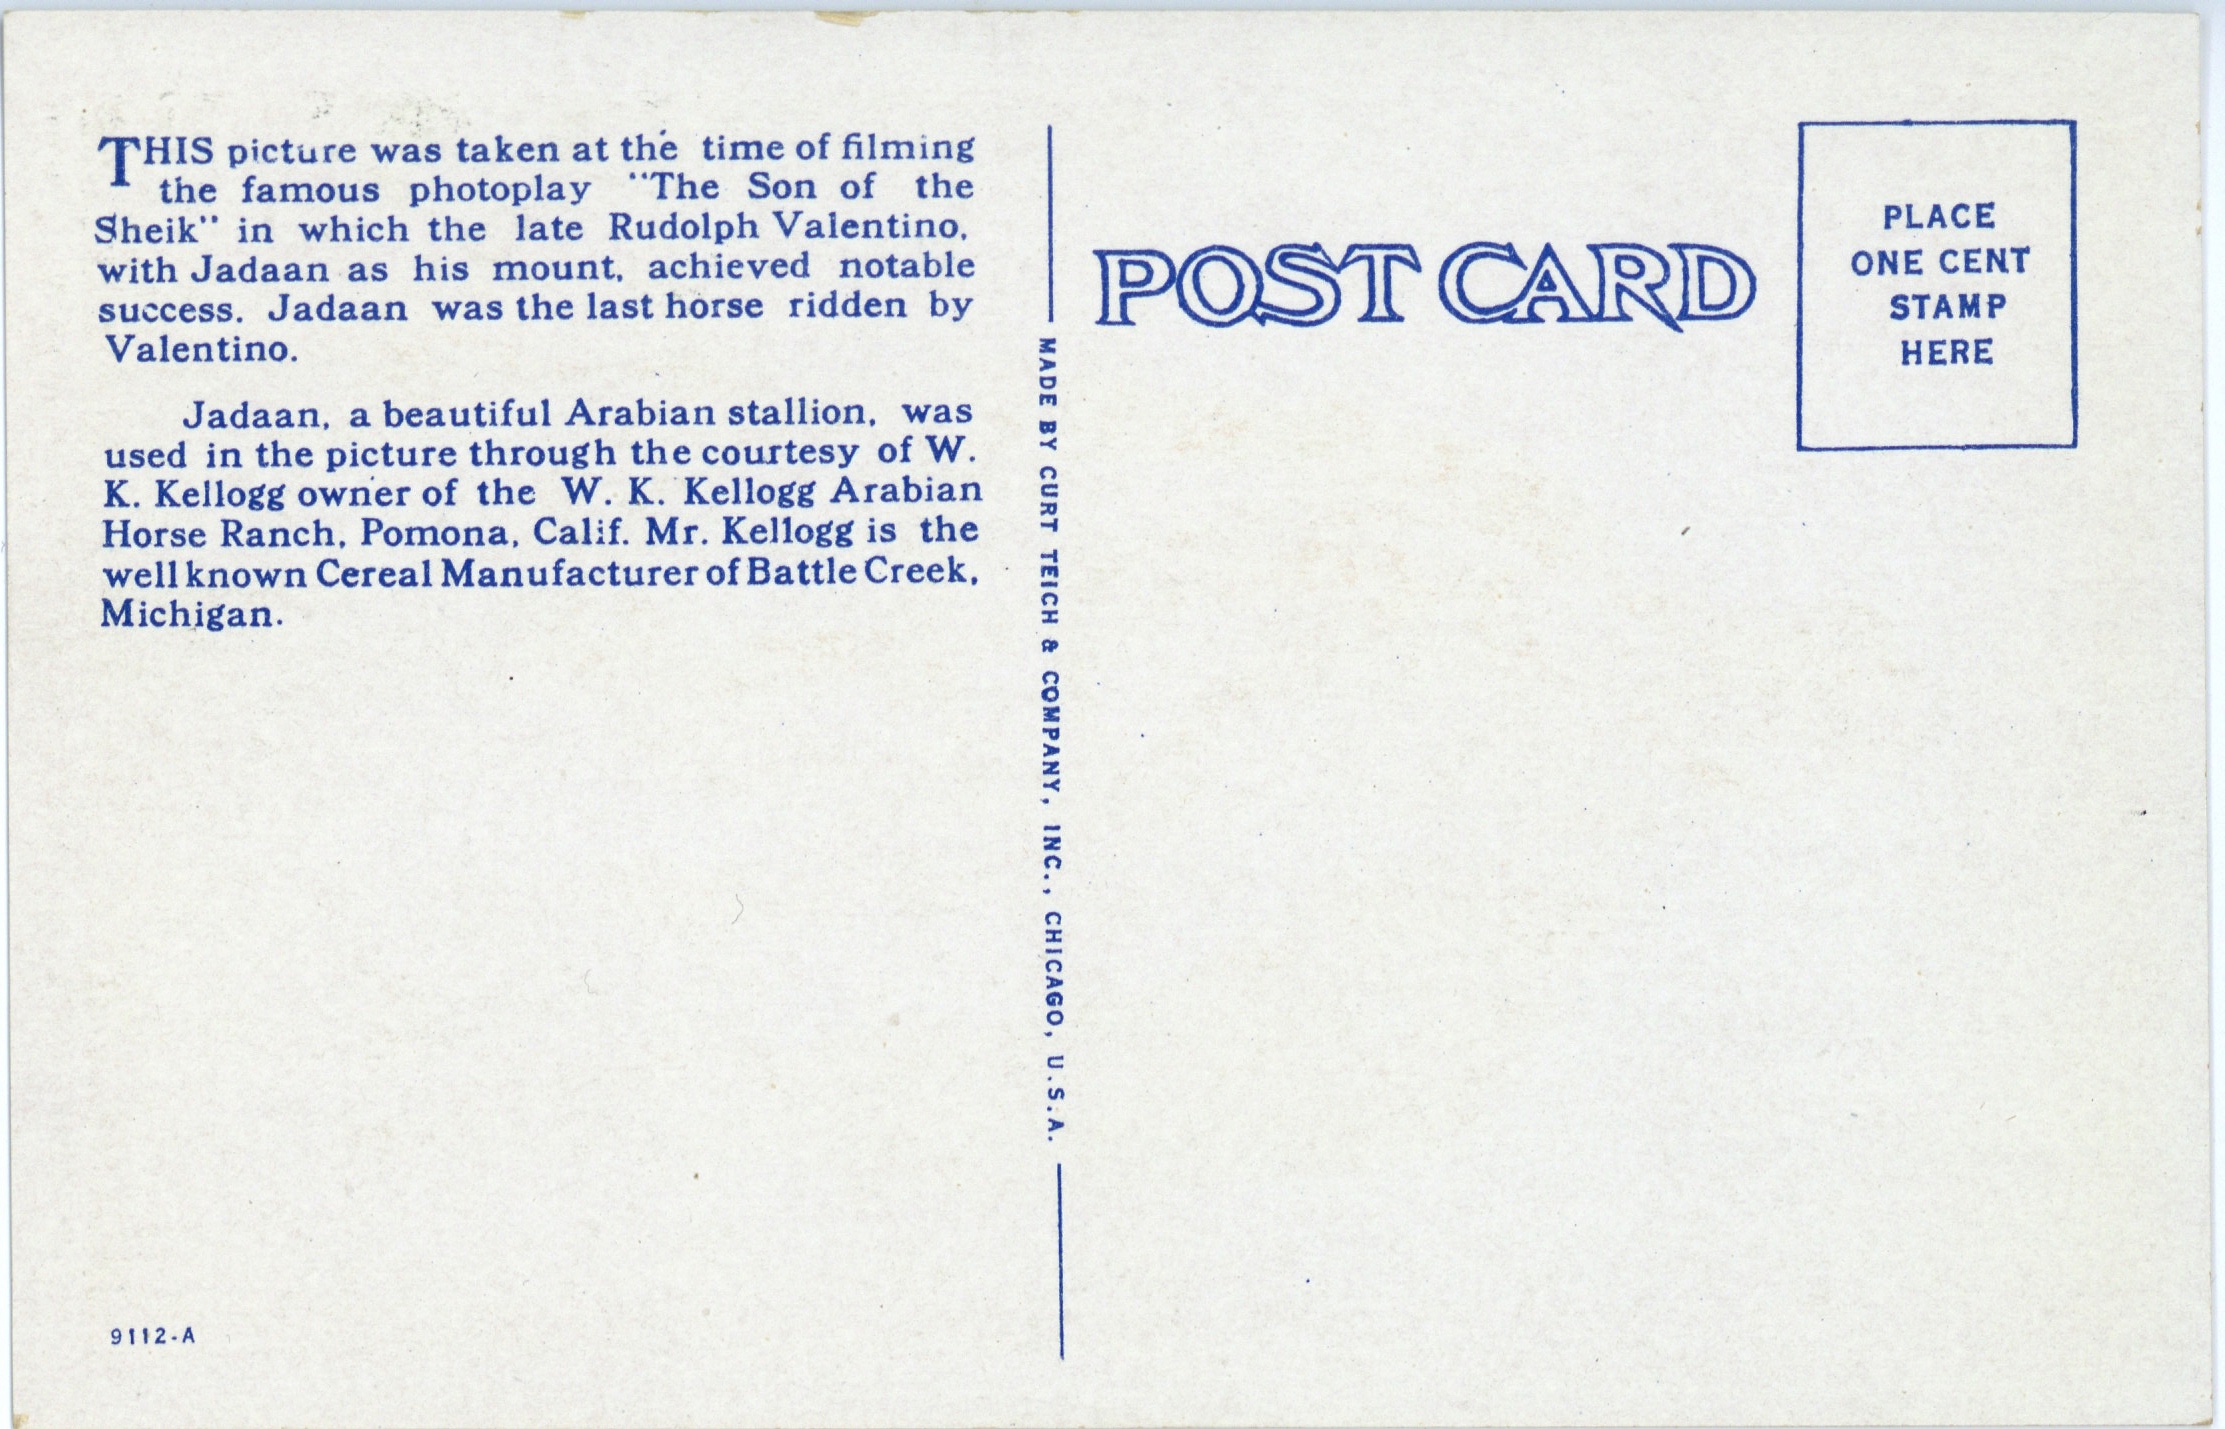 THIS picture was taken at the time of filming
the famous photoplay "The Son of the
Sheik" in which the late Rudolph Valentino,
with Jadaan as his mount, achieved notable
success. Jadaan was the last horse ridden by
Valentino.
Jadaan, a beautiful Arabian stallion, was
used in the picture through the courtesy of W.
K. Kellogg owner of the W. K. Kellogg Arabian
Horse Ranch, Pomona, Calif. Mr. Kellogg is the
well known Cereal Manufacturer of Battle Creek,
Michigan.
9112-A
MADE BY CURT TEICH & COMPANY, INC., CHICAGO, U.S.A.
POST CARD
PLACE
ONE CENT
STAMP
HERE